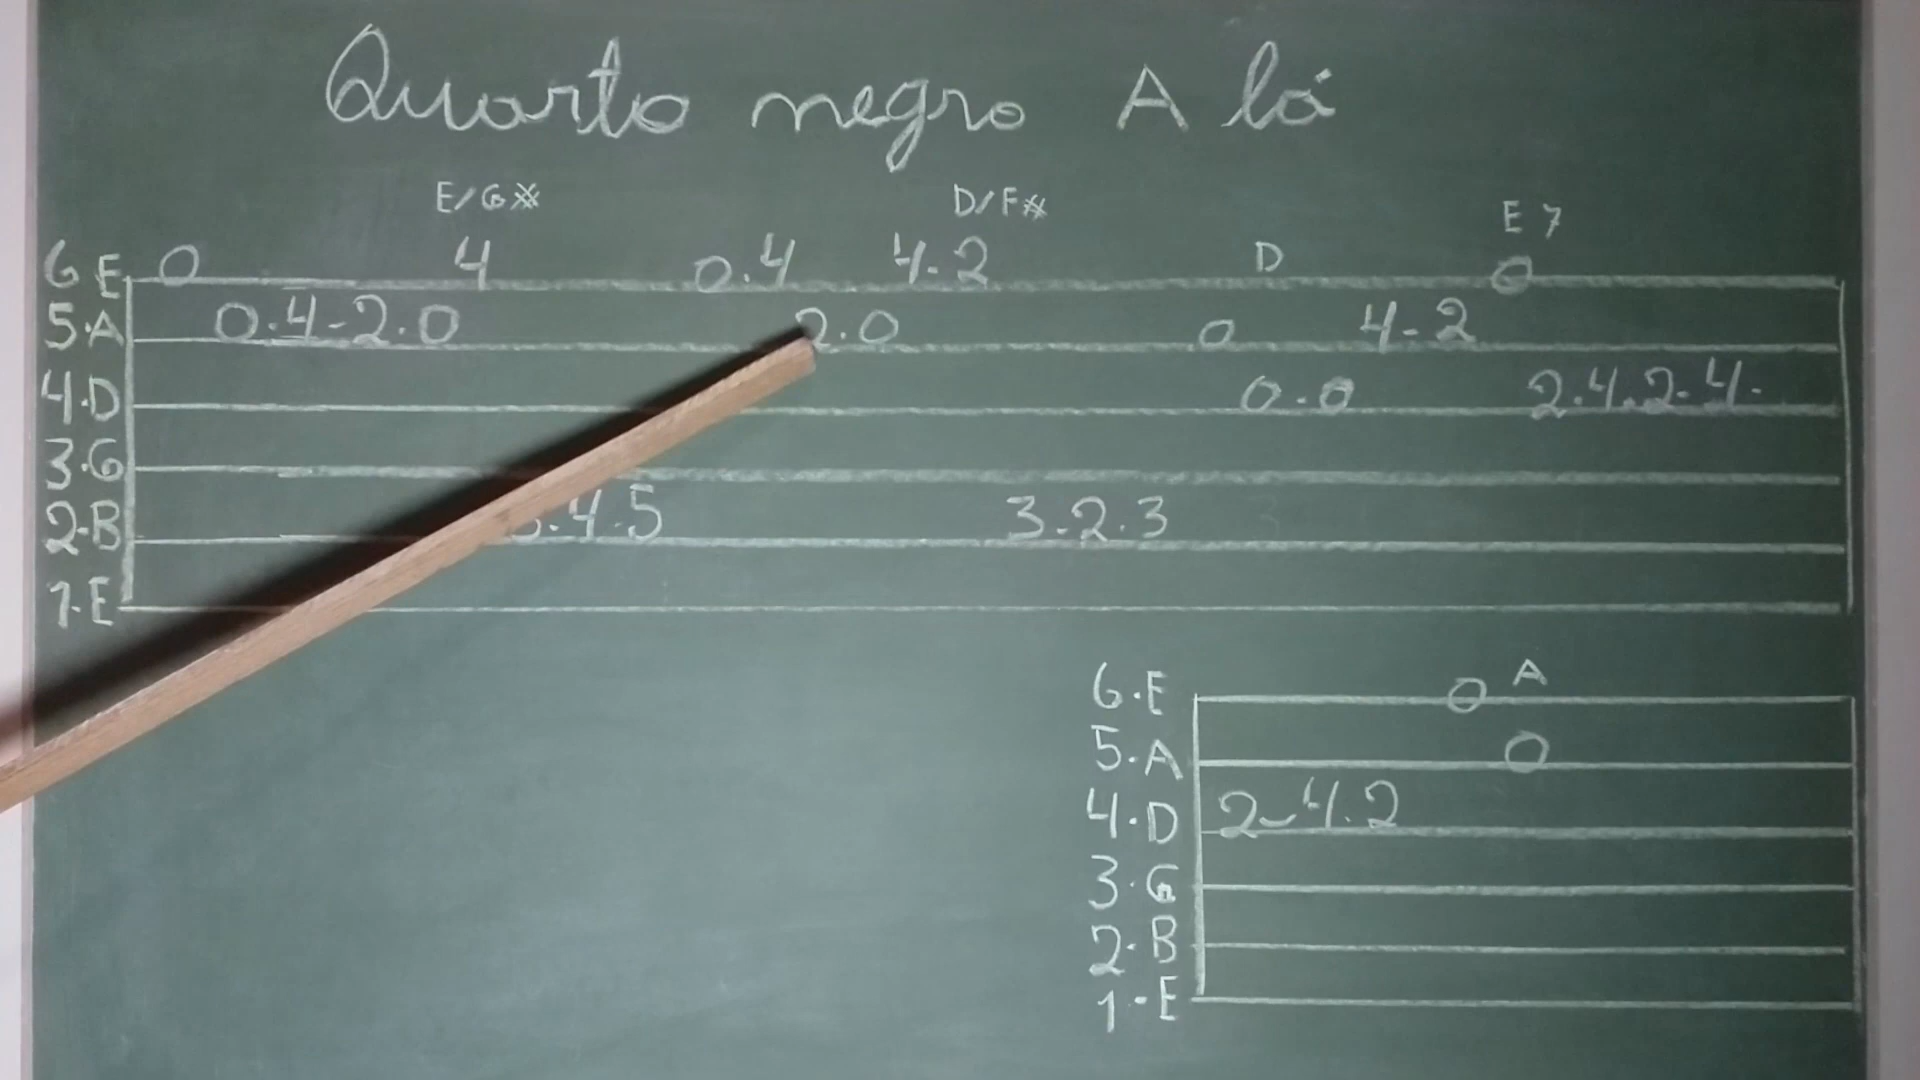 Quarto negro A lá
E/G# D/F# E7
6 E 0 4 0.4 4-2 D 0
5.A 0.4-2.0 2.0 0 4-2
4.D 0-0 2.4.2-4.
3.G
2-B .4-5 3-2.3
1.E
6.E 0 A
5.A 0
4.D 2-4.2
3.G
2.B
1-E